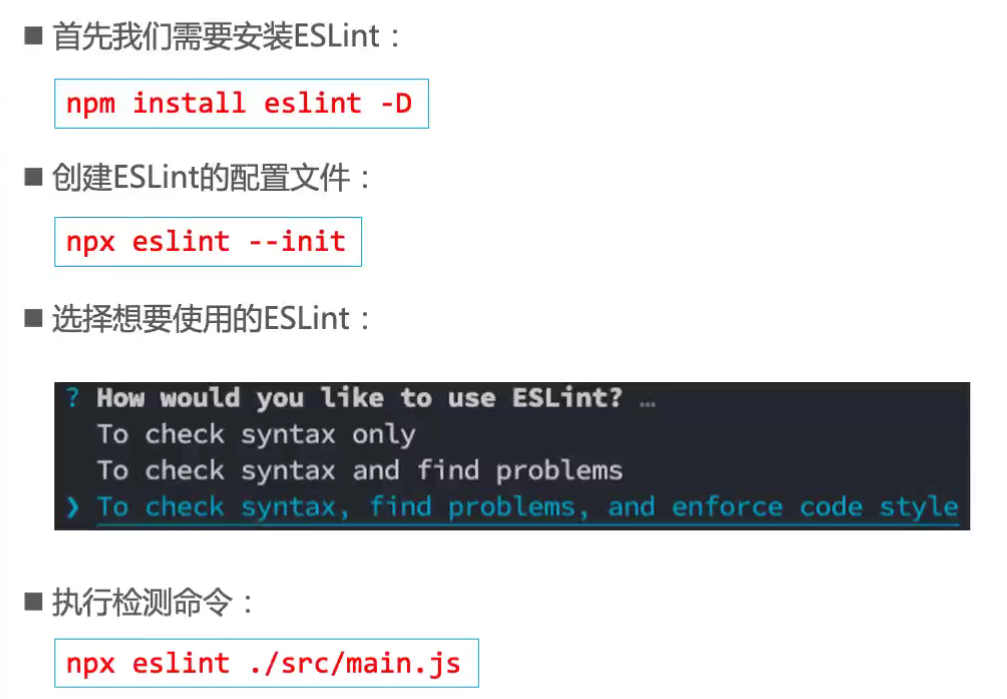 ■ 首先我们需要安装ESLint：
npm install eslint -D
■ 创建ESLint的配置文件：
npx eslint --init
■ 选择想要使用的ESLint：
? How would you like to use ESLint? …
To check syntax only
To check syntax and find problems
❯ To check syntax, find problems, and enforce code style
■ 执行检测命令：
npx eslint ./src/main.js